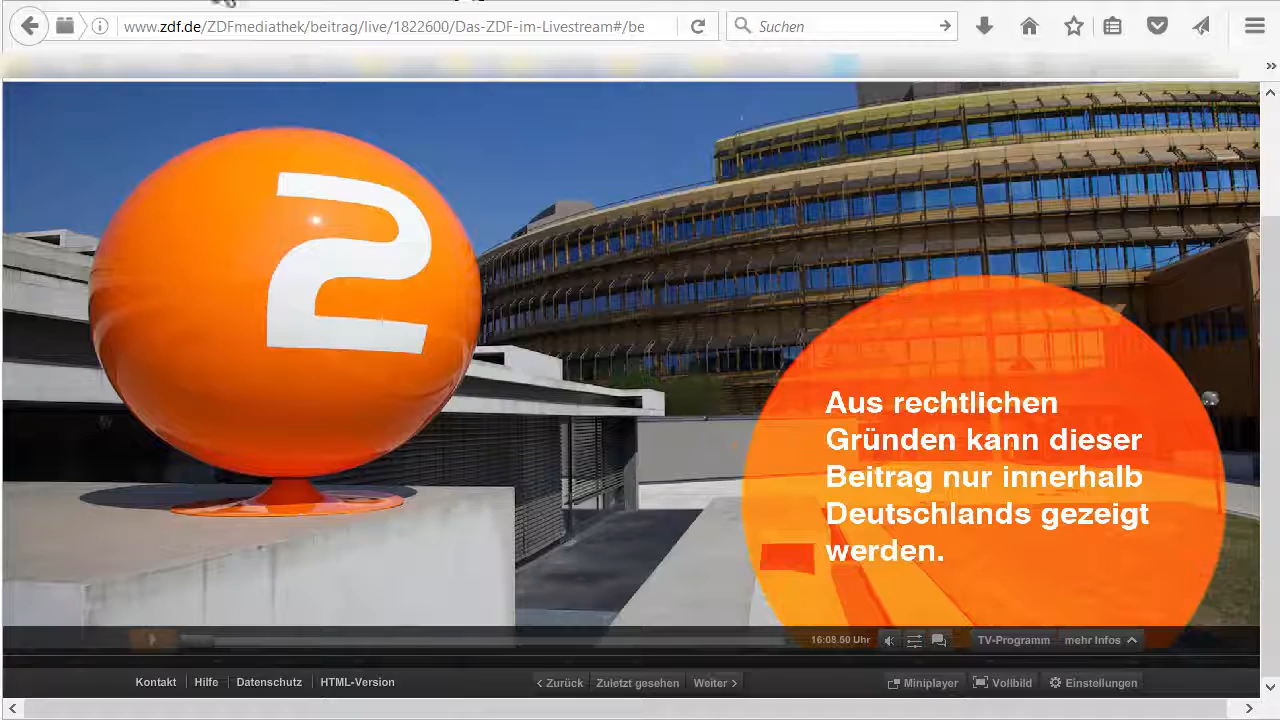 www.zdf.de/ZDFmediathek/beitrag/live/1822600/Das-ZDF-im-Livestream#/be
Suchen
2
Aus rechtlichen
Gründen kann dieser
Beitrag nur innerhalb
Deutschlands gezeigt
werden.
16:08.50 Uhr
TV-Programm
mehr Infos
Kontakt
Hilfe
Datenschutz
HTML-Version
Zurück
Zuletzt gesehen
Weiter
Miniplayer
Vollbild
Einstellungen